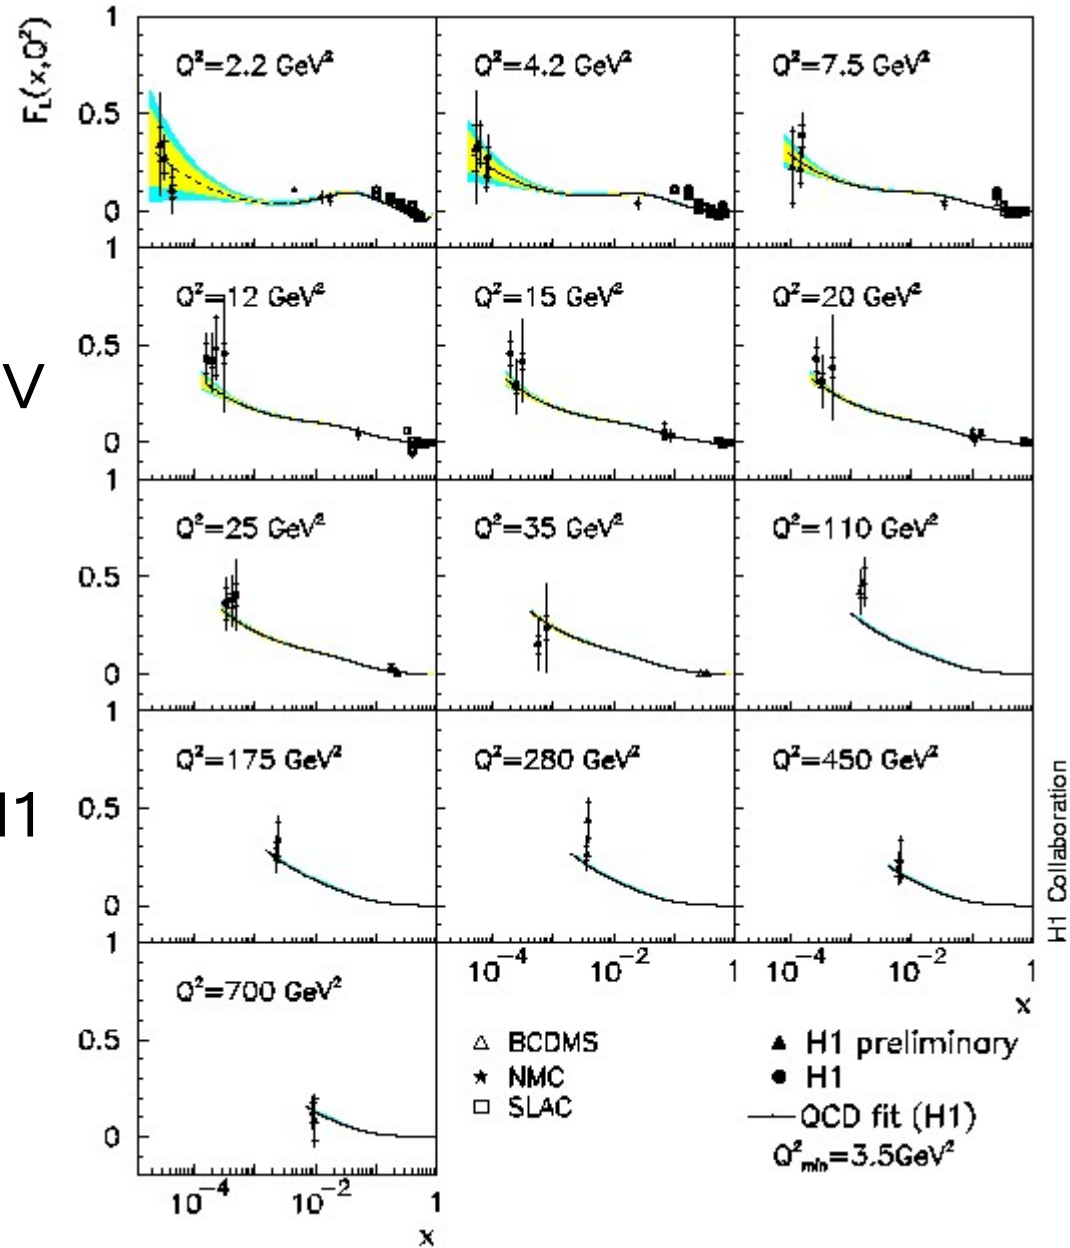 F_L(x,Q²)
1
Q²=2.2 GeV²
Q²=4.2 GeV²
Q²=7.5 GeV²
0.5
0
1
Q²=12 GeV²
Q²=15 GeV²
Q²=20 GeV²
V
0.5
0
1
Q²=25 GeV²
Q²=35 GeV²
Q²=110 GeV²
0.5
0
1
Q²=175 GeV²
Q²=280 GeV²
Q²=450 GeV²
H1 Collaboration
0.5
0
1
10⁻⁴ 10⁻² 1
10⁻⁴ 10⁻² 1
x
Q²=700 GeV²
0.5
0
10⁻⁴ 10⁻² 1
x
△ BCDMS
★ NMC
□ SLAC
▲ H1 preliminary
● H1
QCD fit (H1)
Q²min=3.5GeV²